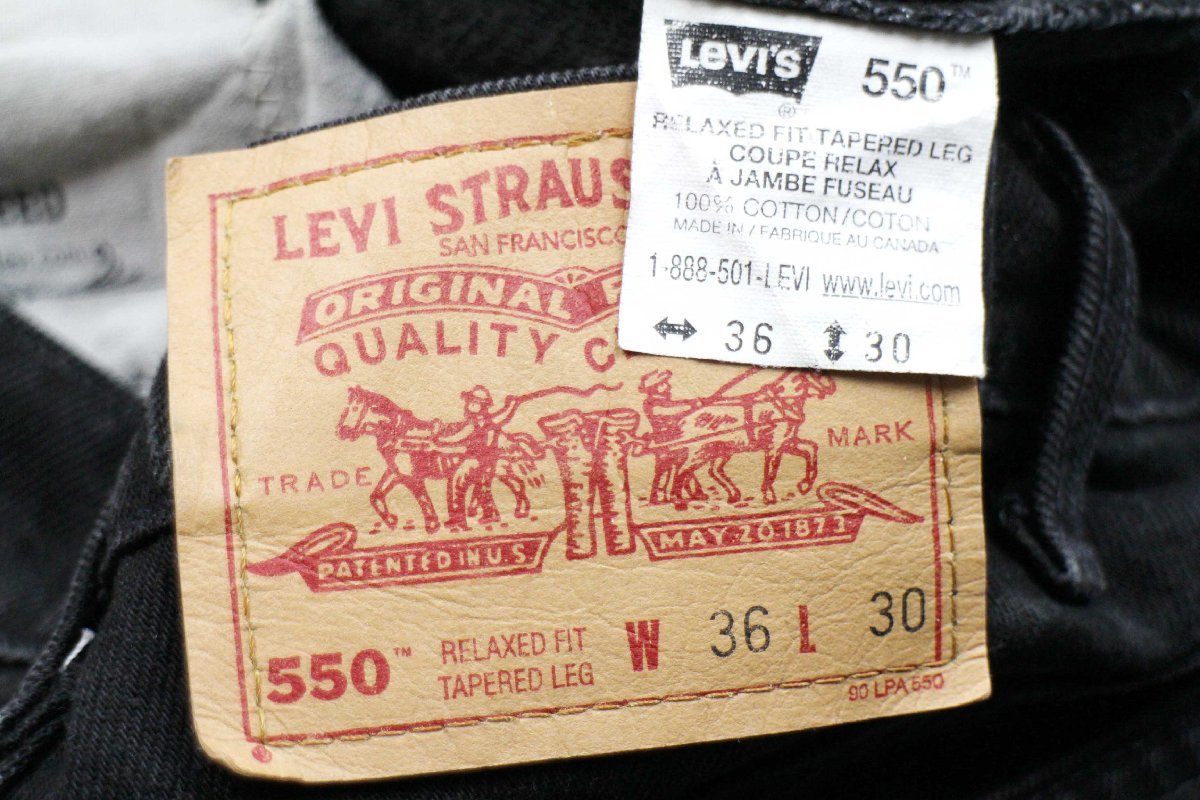 LEVI'S
®
550™
RELAXED FIT TAPERED LEG
COUPE RELAX
À JAMBE FUSEAU
100% COTTON/COTON
MADE IN / FABRIQUE AU CANADA
1-888-501-LEVI www.levi.com
↔ 36 ↕ 30
LEVI STRAUS
SAN FRANCISCO
ORIGINAL
QUALITY C
TRADE MARK
PATENTED IN U.S MAY 20 1873
550™ RELAXED FIT W 36 L 30
TAPERED LEG
90 LPA 550